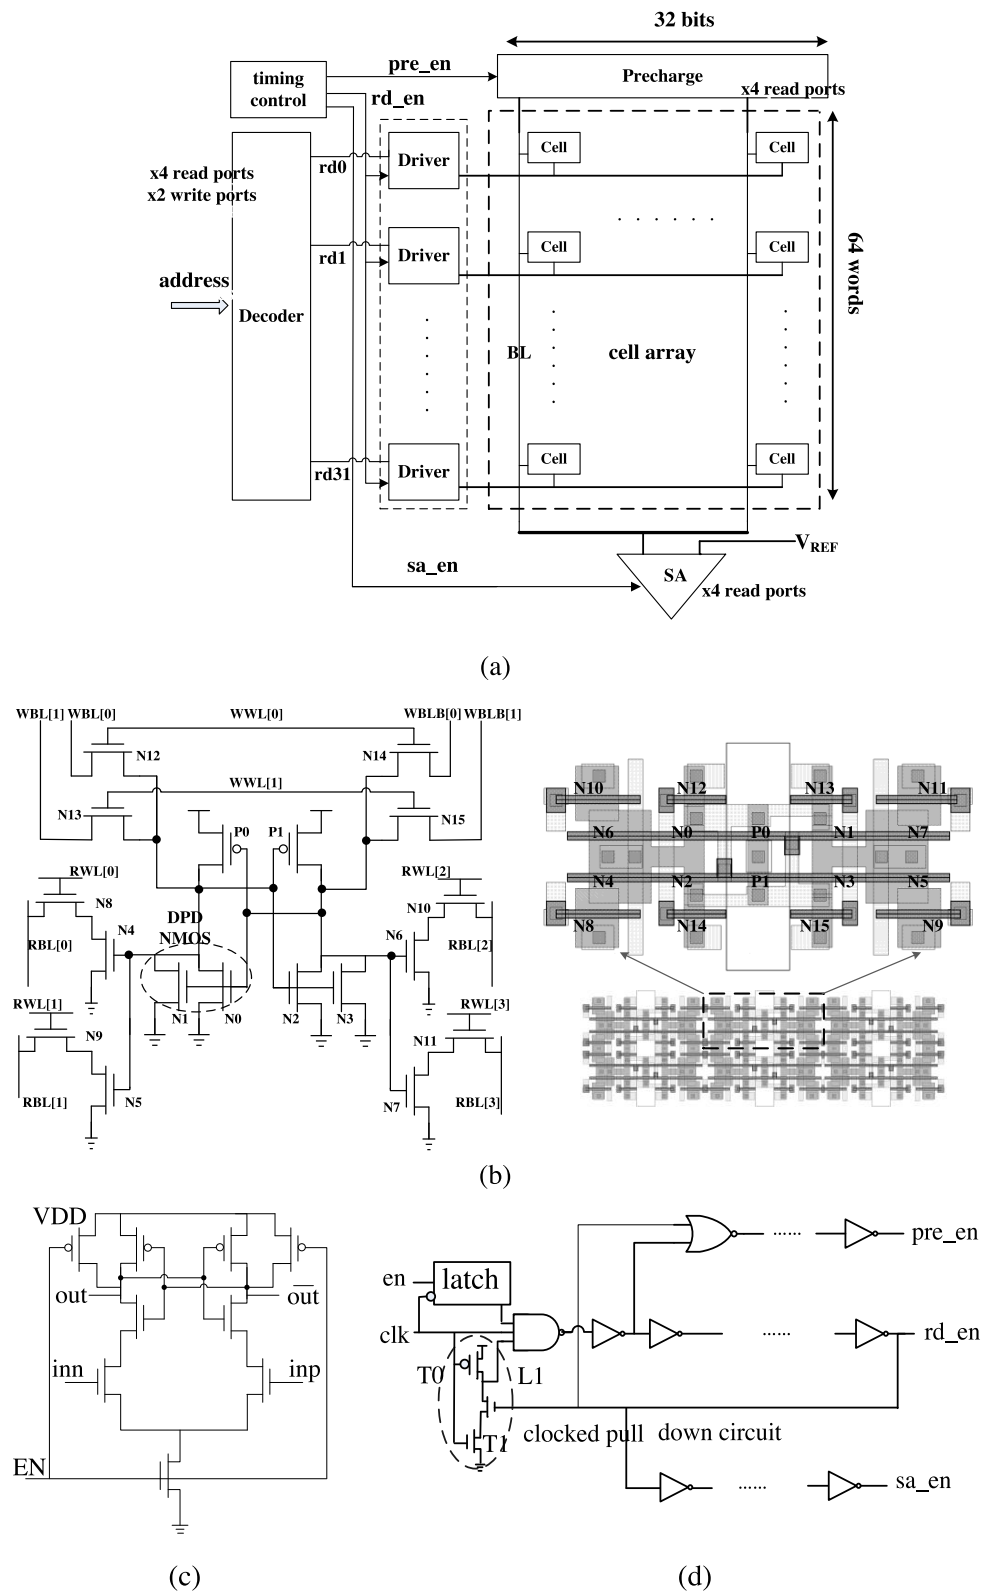 32 bits
pre_en
Precharge
timing
control
rd_en
x4 read ports
Driver
Cell
Cell
rd0
x4 read ports
x2 write ports
Driver
Cell
Cell
rd1
64 words
address
Decoder
BL
cell array
Driver
Cell
Cell
rd31
VREF
sa_en
SA
x4 read ports
(a)
WBL[1] WBL[0]
WWL[0]
WBLB[0] WBLB[1]
N12
N14
WWL[1]
N13
N15
P0
P1
RWL[0]
RWL[2]
N8
N10
DPD
NMOS
N4
N6
RBL[0]
RBL[2]
RWL[1]
RWL[3]
N1
N0
N2
N3
N9
N11
RBL[1]
N5
N7
RBL[3]
N10
N12
N13
N11
N6
N0
P0
N1
N7
N4
N2
P1
N3
N5
N8
N14
N15
N9
(b)
VDD
out
out
inn
inp
EN
(c)
pre_en
en
latch
clk
rd_en
T0
L1
T1
clocked pull down circuit
sa_en
(d)